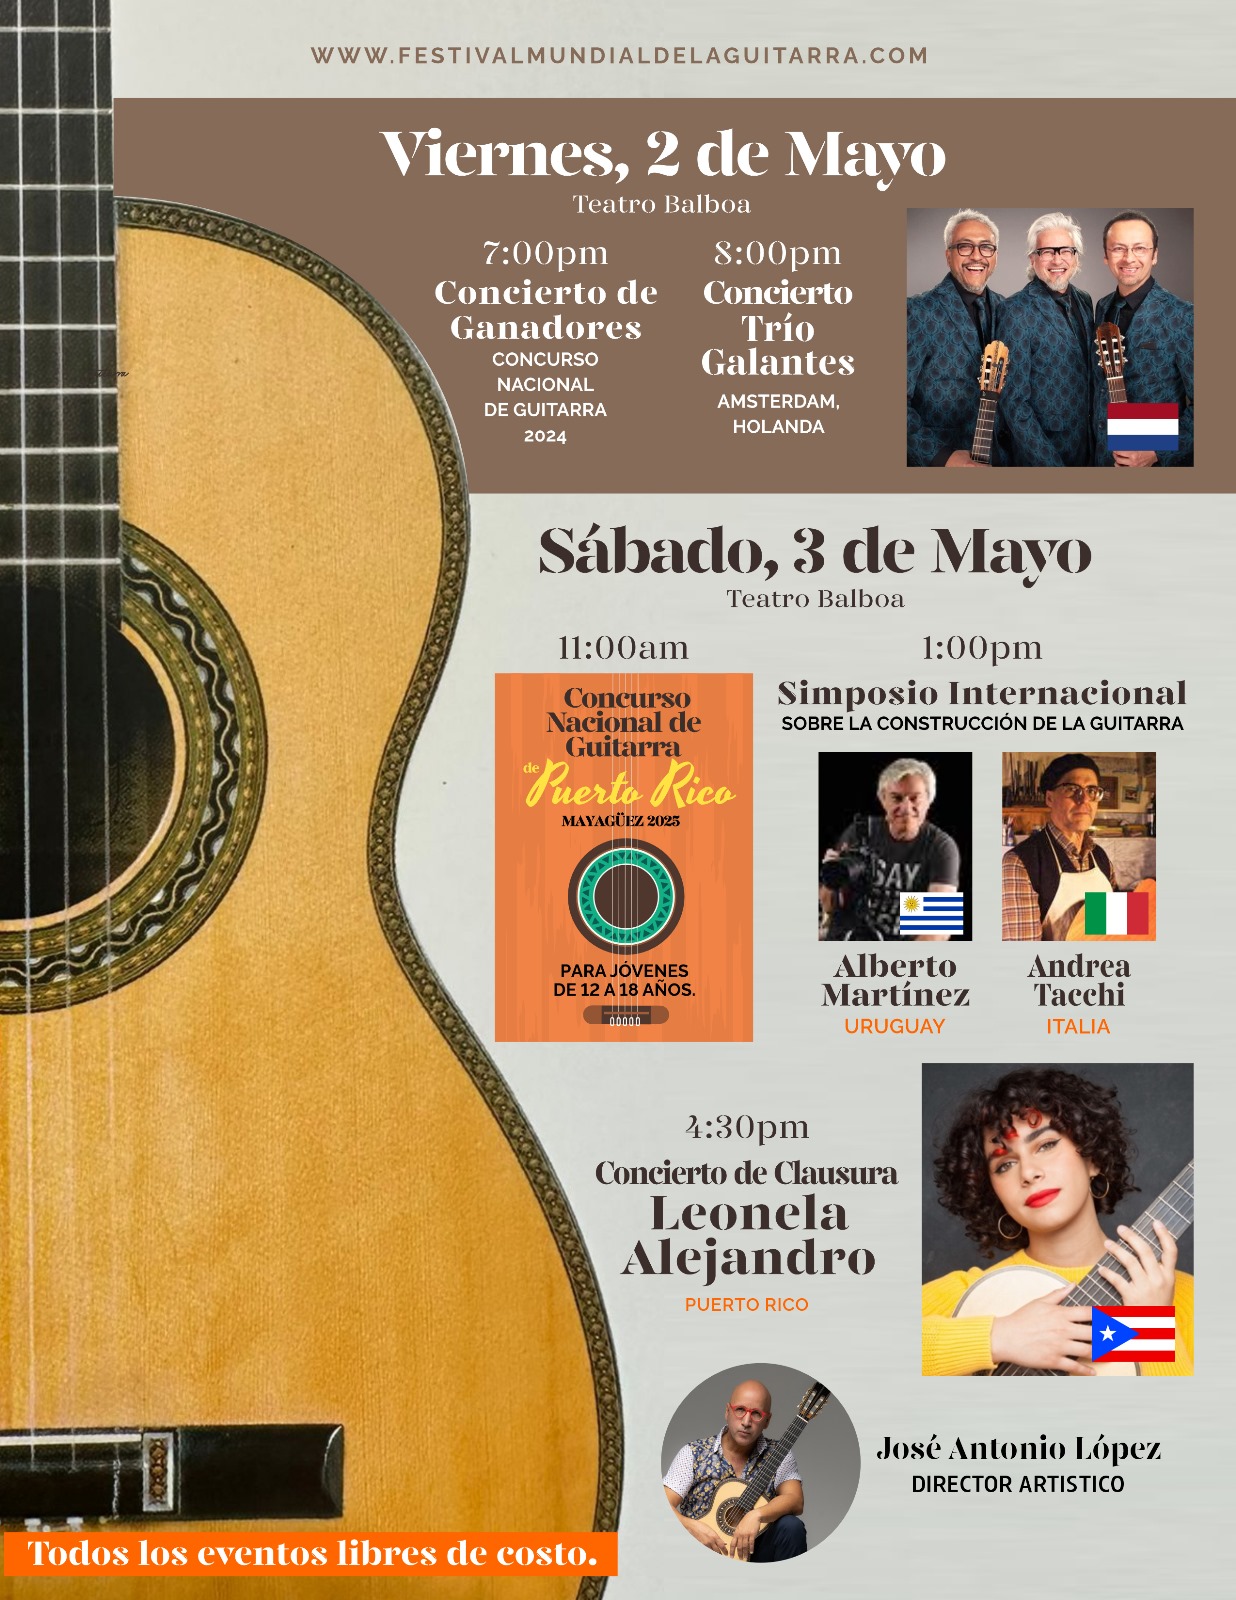 WWW.FESTIVALMUNDIALDELAGUITARRA.COM
Viernes, 2 de Mayo
Teatro Balboa
7:00pm
Concierto de
Ganadores
CONCURSO
NACIONAL
DE GUITARRA
2024
8:00pm
Concierto
Trío
Galantes
AMSTERDAM,
HOLANDA
Sábado, 3 de Mayo
Teatro Balboa
11:00am
Concurso
Nacional de
Guitarra
de Puerto Rico
MAYAGÜEZ 2025
PARA JÓVENES
DE 12 A 18 AÑOS.
1:00pm
Simposio Internacional
SOBRE LA CONSTRUCCIÓN DE LA GUITARRA
SAY
Alberto
Martínez
URUGUAY
Andrea
Tacchi
ITALIA
4:30pm
Concierto de Clausura
Leonela
Alejandro
PUERTO RICO
José Antonio López
DIRECTOR ARTISTICO
Todos los eventos libres de costo.